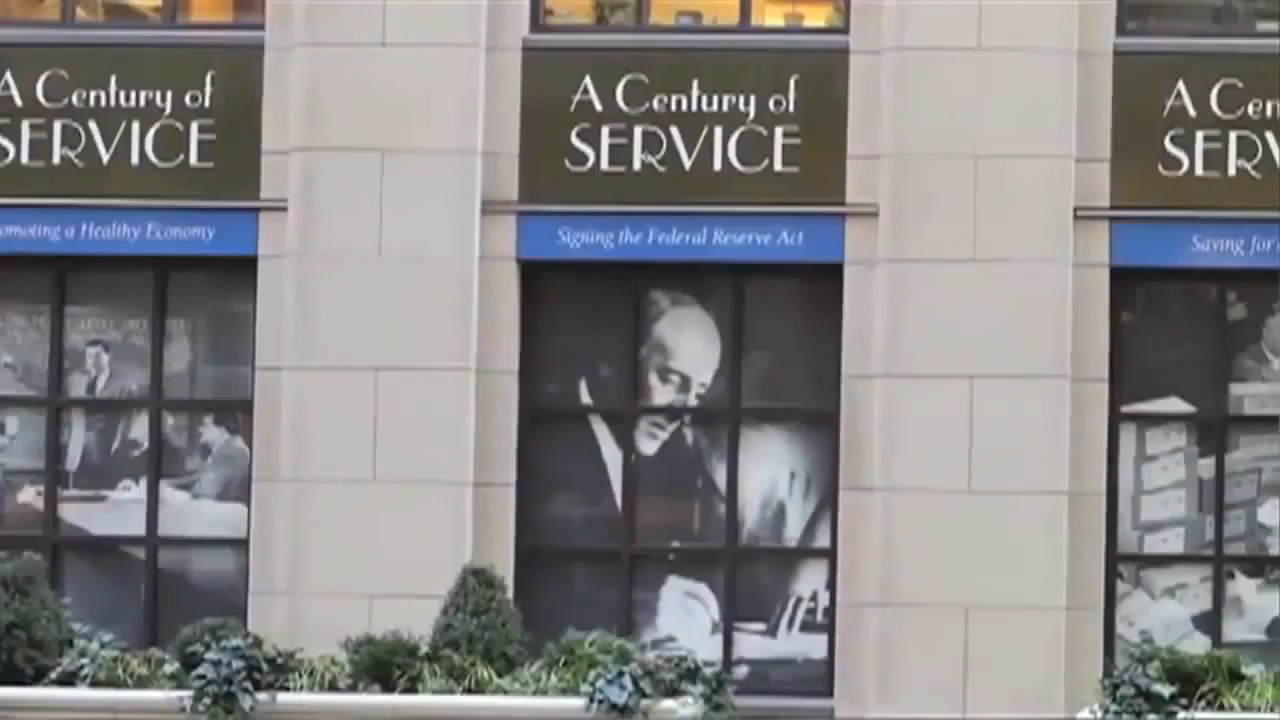 A Century of
SERVICE
omoting a Healthy Economy
A Century of
SERVICE
Signing the Federal Reserve Act
A Cen
SERV
Saving for